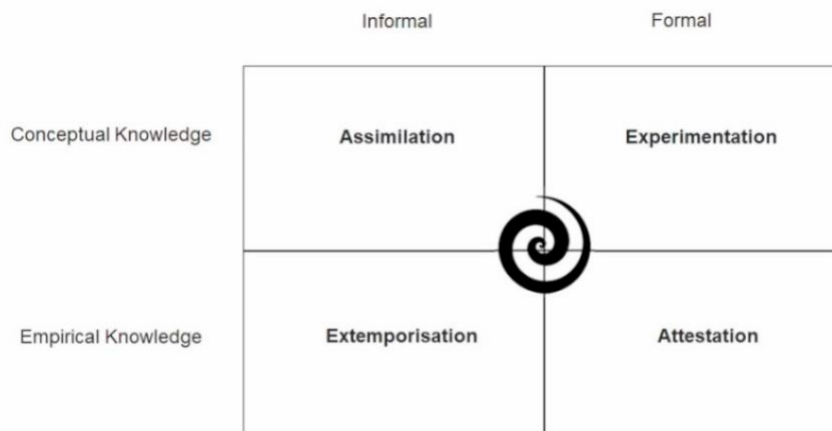 Informal Formal
Conceptual Knowledge Assimilation Experimentation
Empirical Knowledge Extemporisation Attestation